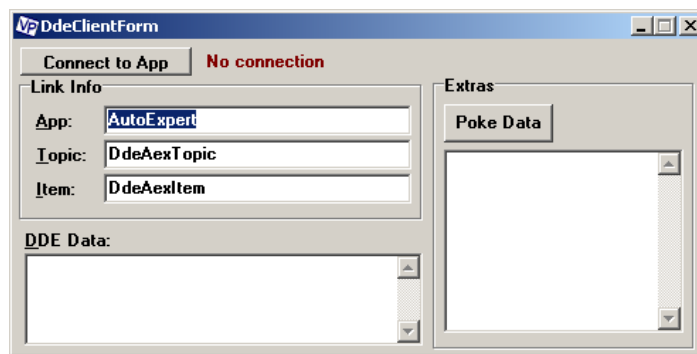 VP DdeClientForm
Connect to App No connection
Link Info
App: AutoExpert
Topic: DdeAexTopic
Item: DdeAexItem
DDE Data:
Extras
Poke Data